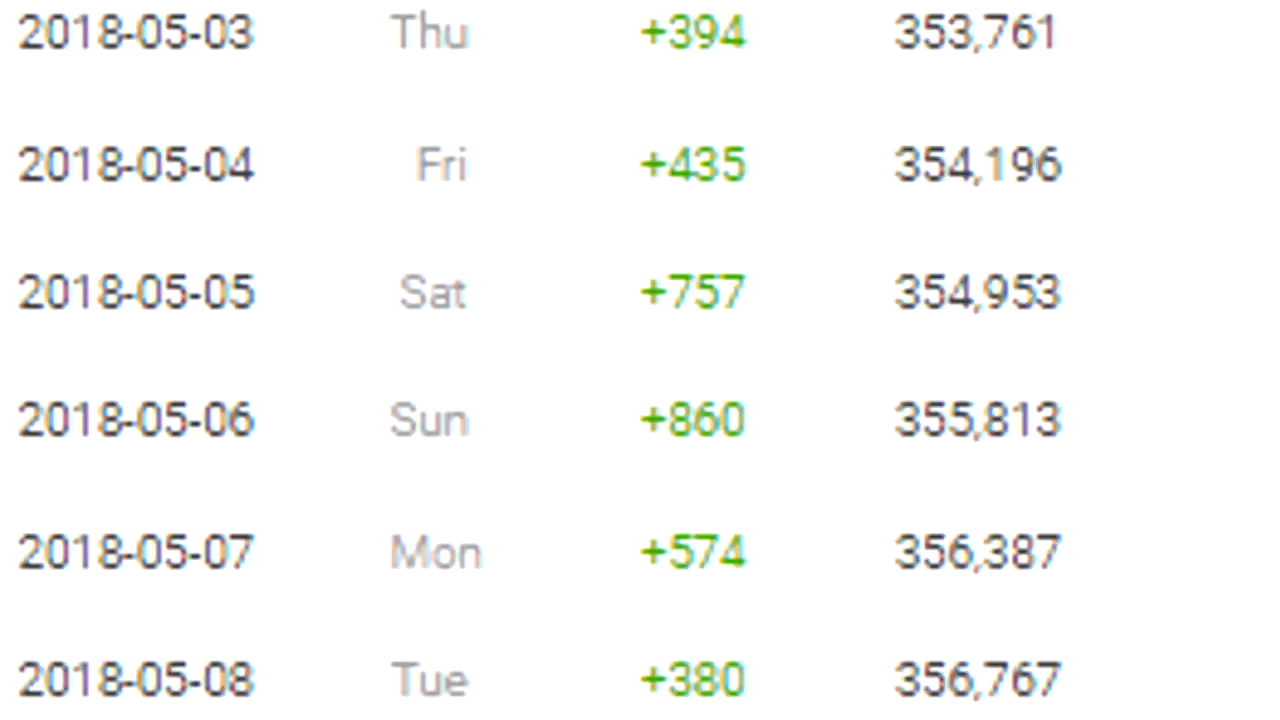 2018-05-03 Thu +394 353,761
2018-05-04 Fri +435 354,196
2018-05-05 Sat +757 354,953
2018-05-06 Sun +860 355,813
2018-05-07 Mon +574 356,387
2018-05-08 Tue +380 356,767